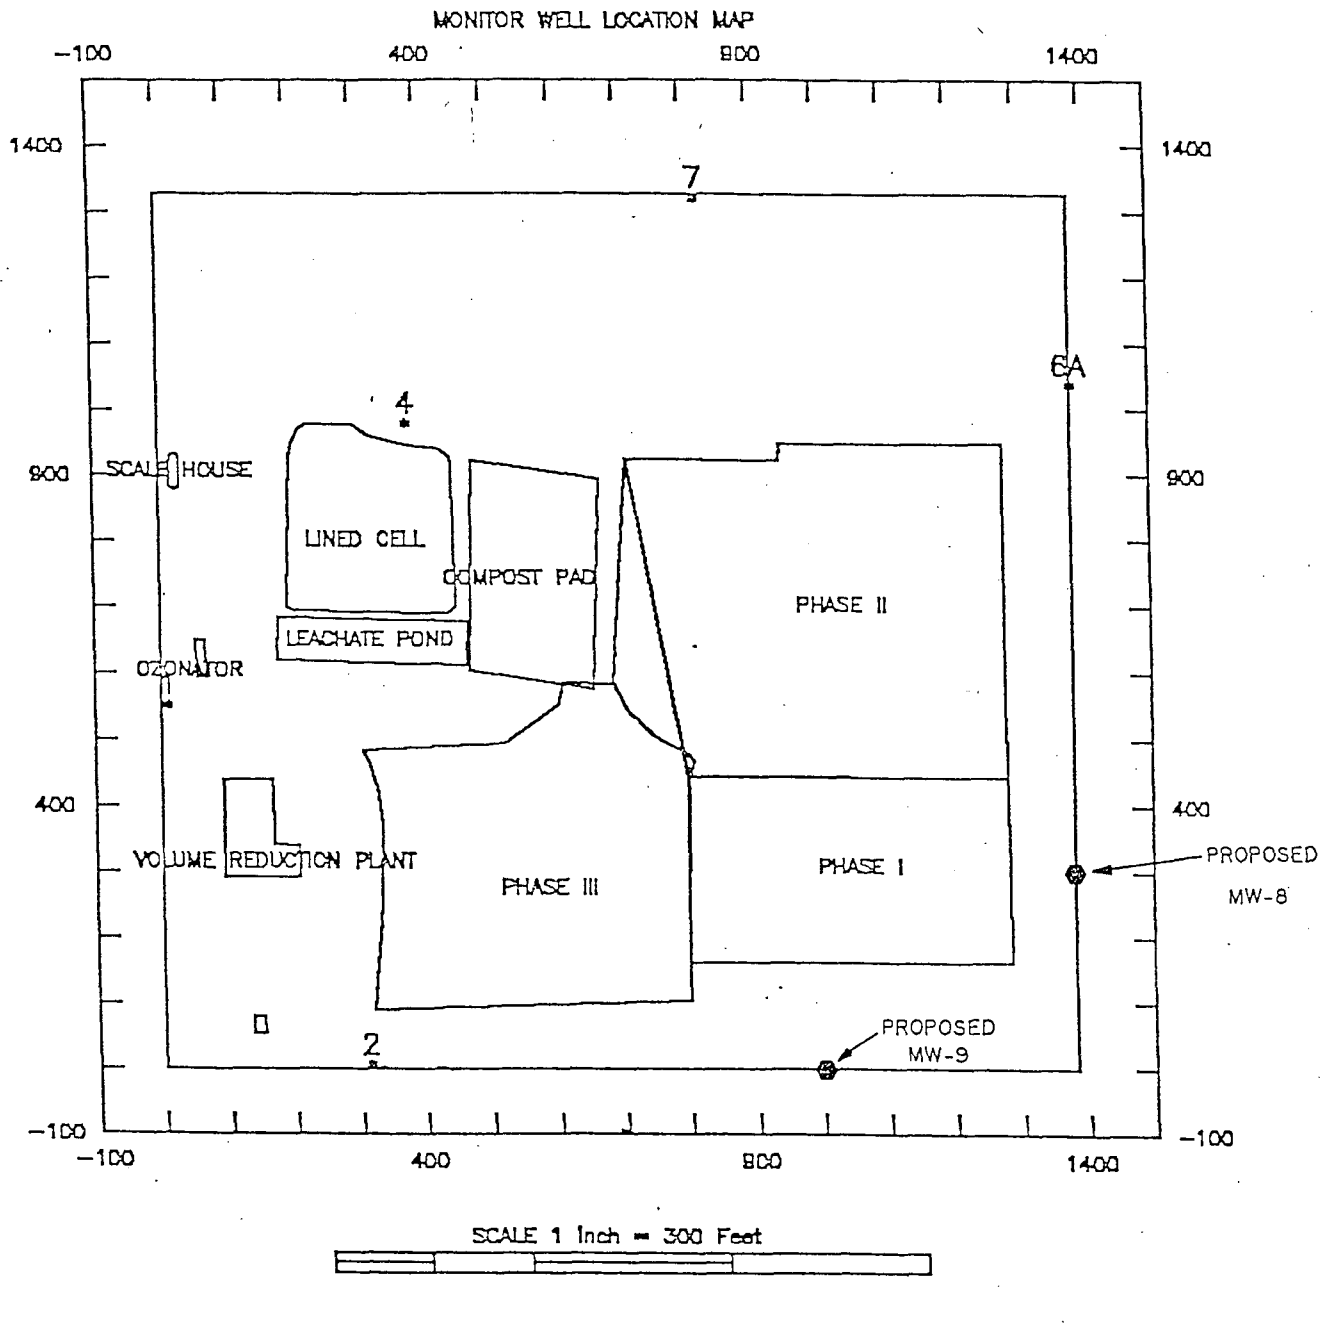 MONITOR WELL LOCATION MAP
-100 400 900 1400
1400 1400
7
6A
4
900 SCALE HOUSE 900
LINED CELL
COMPOST PAD
PHASE II
LEACHATE POND
OZONATOR
400 400
VOLUME REDUCTION PLANT
PHASE III
PHASE I
PROPOSED
MW-8
2
PROPOSED
MW-9
-100 -100
-100 400 900 1400
SCALE 1 Inch = 300 Feet